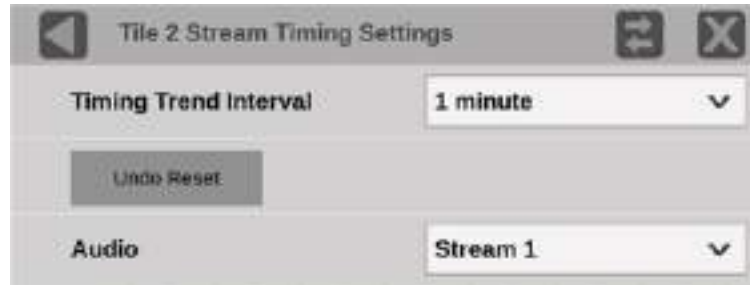 Tile 2 Stream Timing Settings
Timing Trend Interval 1 minute
Undo Reset
Audio Stream 1